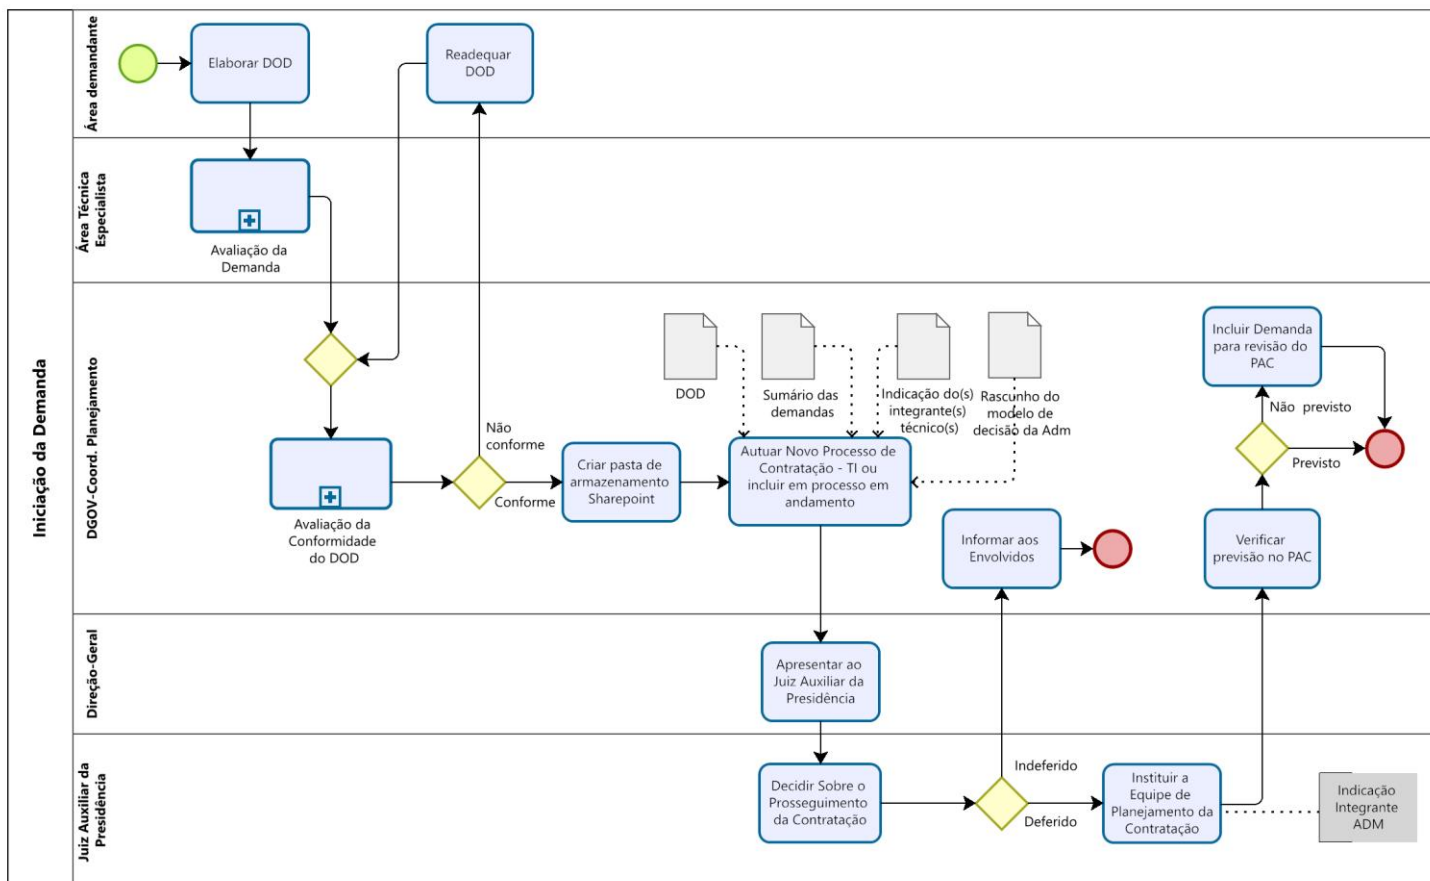 Iniciação da Demanda
Área demandante
Elaborar DOD
Readequar
DOD
Área Técnica
Especialista
Avaliação da
Demanda
DGOV-Coord. Planejamento
DOD
Sumário das
demandas
Indicação do(s)
integrante(s)
técnico(s)
Rascunho do
modelo de
decisão da Adm
Incluir Demanda
para revisão do
PAC
Não previsto
Previsto
Não
conforme
Conforme
Criar pasta de
armazenamento
Sharepoint
Autuar Novo Processo de
Contratação - TI ou
incluir em processo em
andamento
Avaliação da
Conformidade
do DOD
Informar aos
Envolvidos
Verificar
previsão no PAC
Direção-Geral
Apresentar ao
Juiz Auxiliar da
Presidência
Juiz Auxiliar da
Presidência
Decidir Sobre o
Prosseguimento
da Contratação
Indeferido
Deferido
Instituir a
Equipe de
Planejamento da
Contratação
Indicação
Integrante
ADM